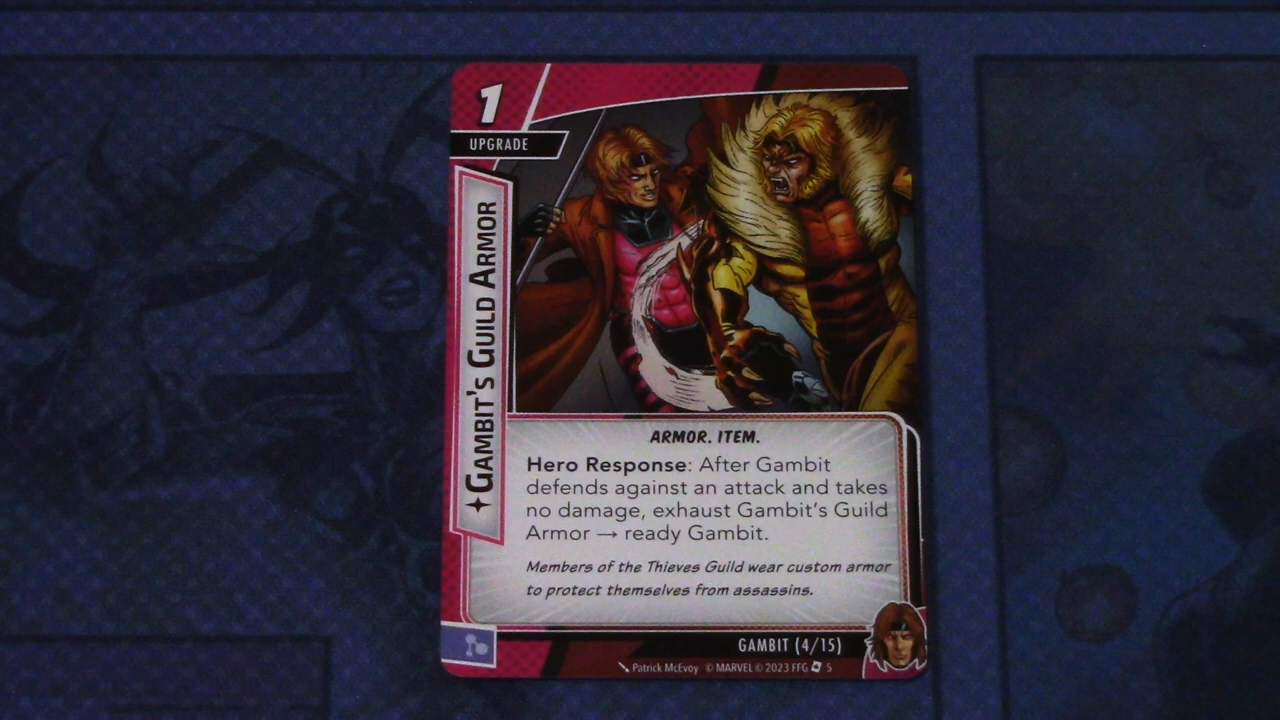 1
UPGRADE
GAMBIT'S GUILD ARMOR
ARMOR. ITEM.
Hero Response: After Gambit
defends against an attack and takes
no damage, exhaust Gambit's Guild
Armor → ready Gambit.
Members of the Thieves Guild wear custom armor
to protect themselves from assassins.
GAMBIT (4/15)
Patrick McEvoy © MARVEL © 2023 FFG 5